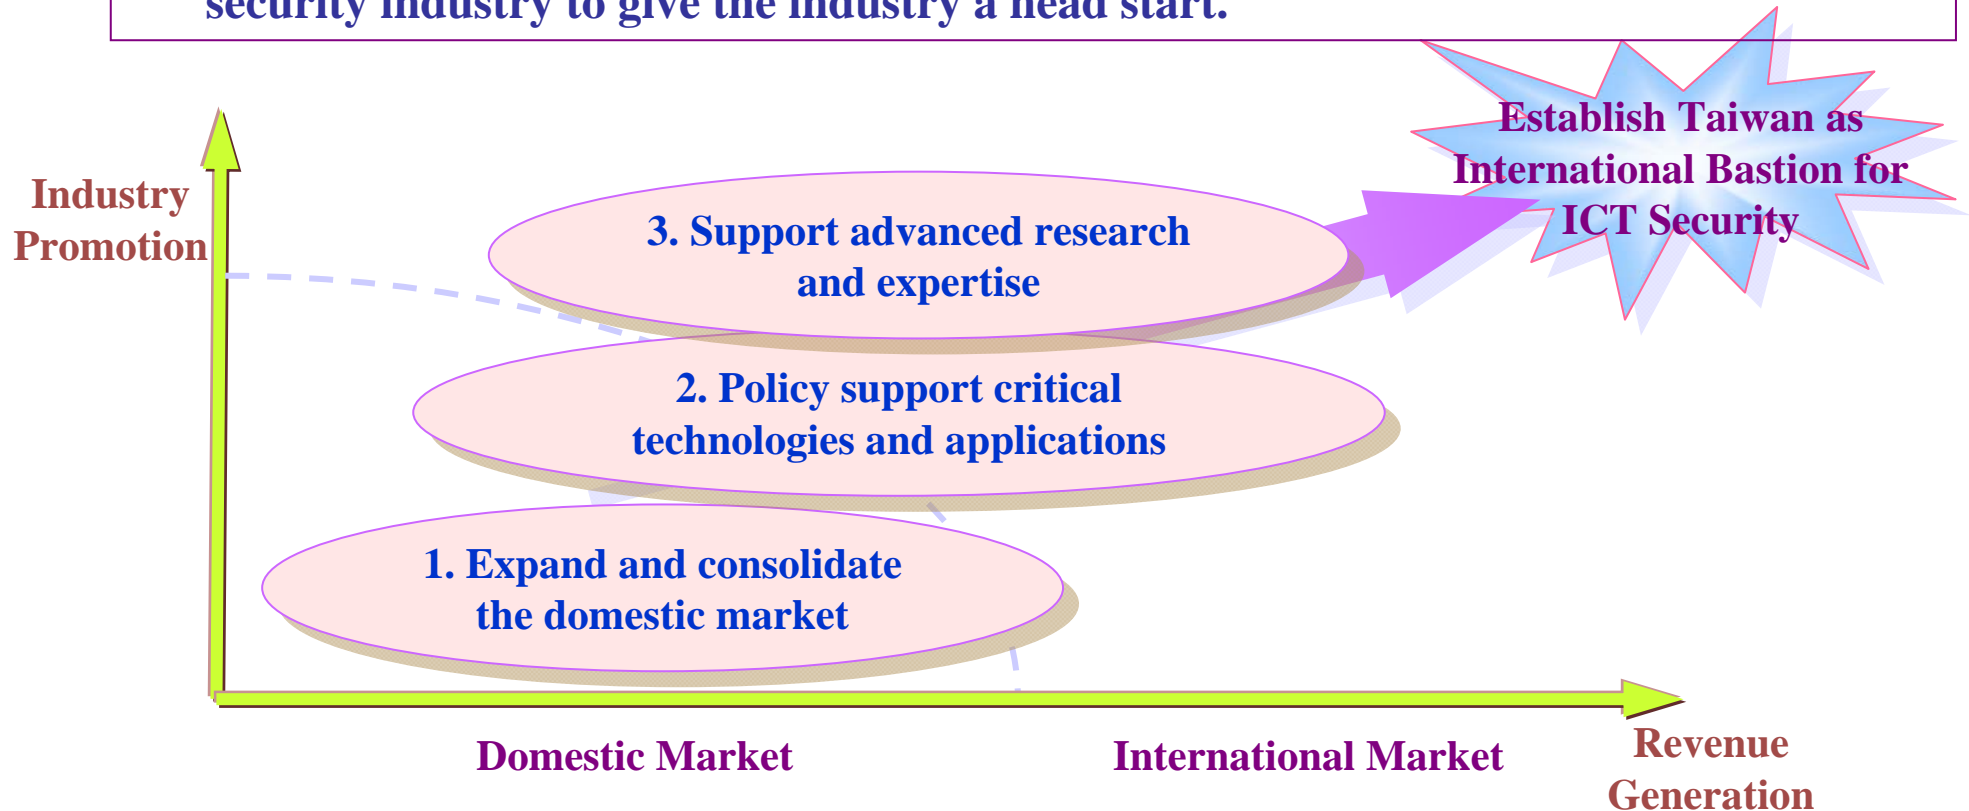 security industry to give the industry a head start.
Establish Taiwan as
International Bastion for
ICT Security
Industry
Promotion
3. Support advanced research
and expertise
2. Policy support critical
technologies and applications
1. Expand and consolidate
the domestic market
Domestic Market
International Market
Revenue
Generation